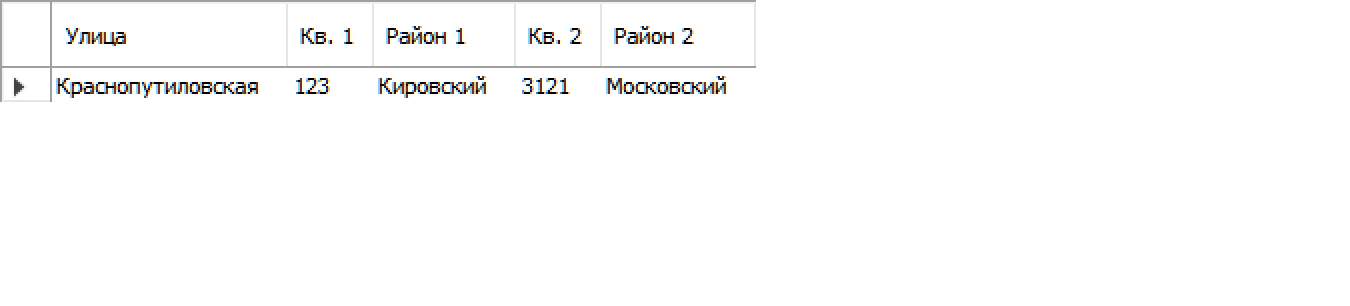 Улица Кв. 1 Район 1 Кв. 2 Район 2
Краснопутиловская 123 Кировский 3121 Московский